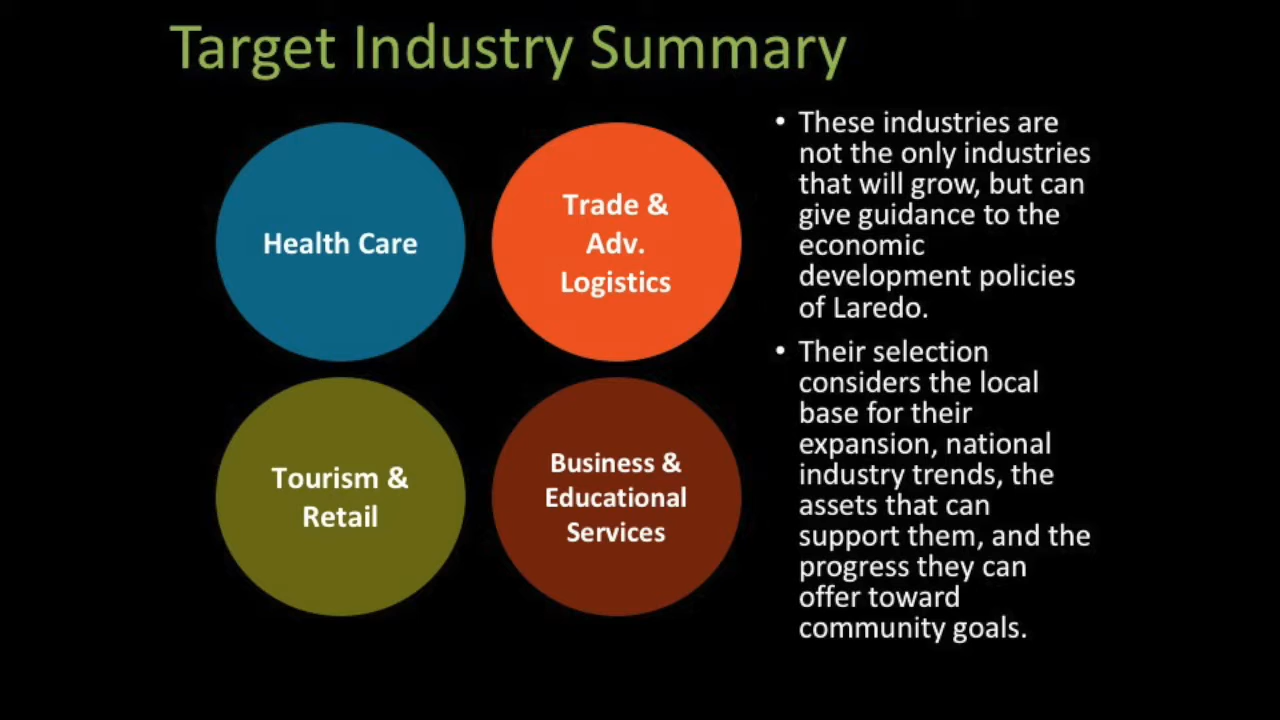 Target Industry Summary
Health Care
Trade &
Adv.
Logistics
Tourism &
Retail
Business &
Educational
Services
• These industries are
not the only industries
that will grow, but can
give guidance to the
economic
development policies
of Laredo.
• Their selection
considers the local
base for their
expansion, national
industry trends, the
assets that can
support them, and the
progress they can
offer toward
community goals.